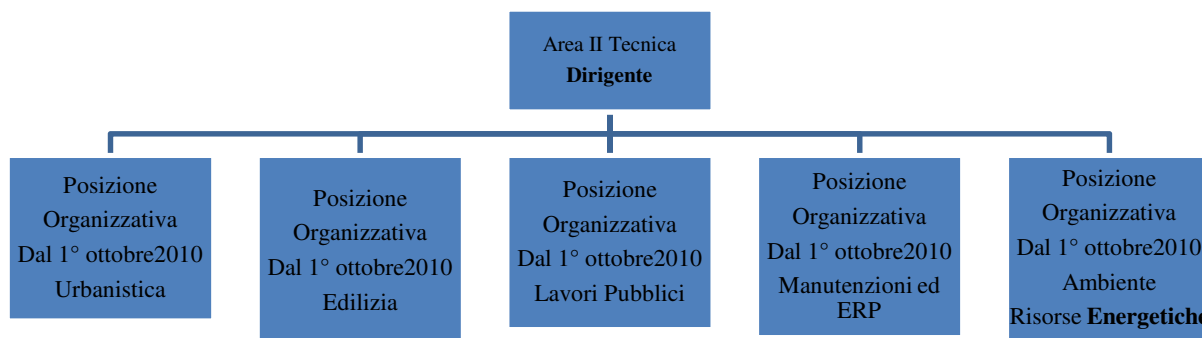 Area II Tecnica
Dirigente
Posizione
Organizzativa
Dal 1° ottobre2010
Urbanistica
Posizione
Organizzativa
Dal 1° ottobre2010
Edilizia
Posizione
Organizzativa
Dal 1° ottobre2010
Lavori Pubblici
Posizione
Organizzativa
Dal 1° ottobre2010
Manutenzioni ed
ERP
Posizione
Organizzativa
Dal 1° ottobre2010
Ambiente
Risorse Energetiche